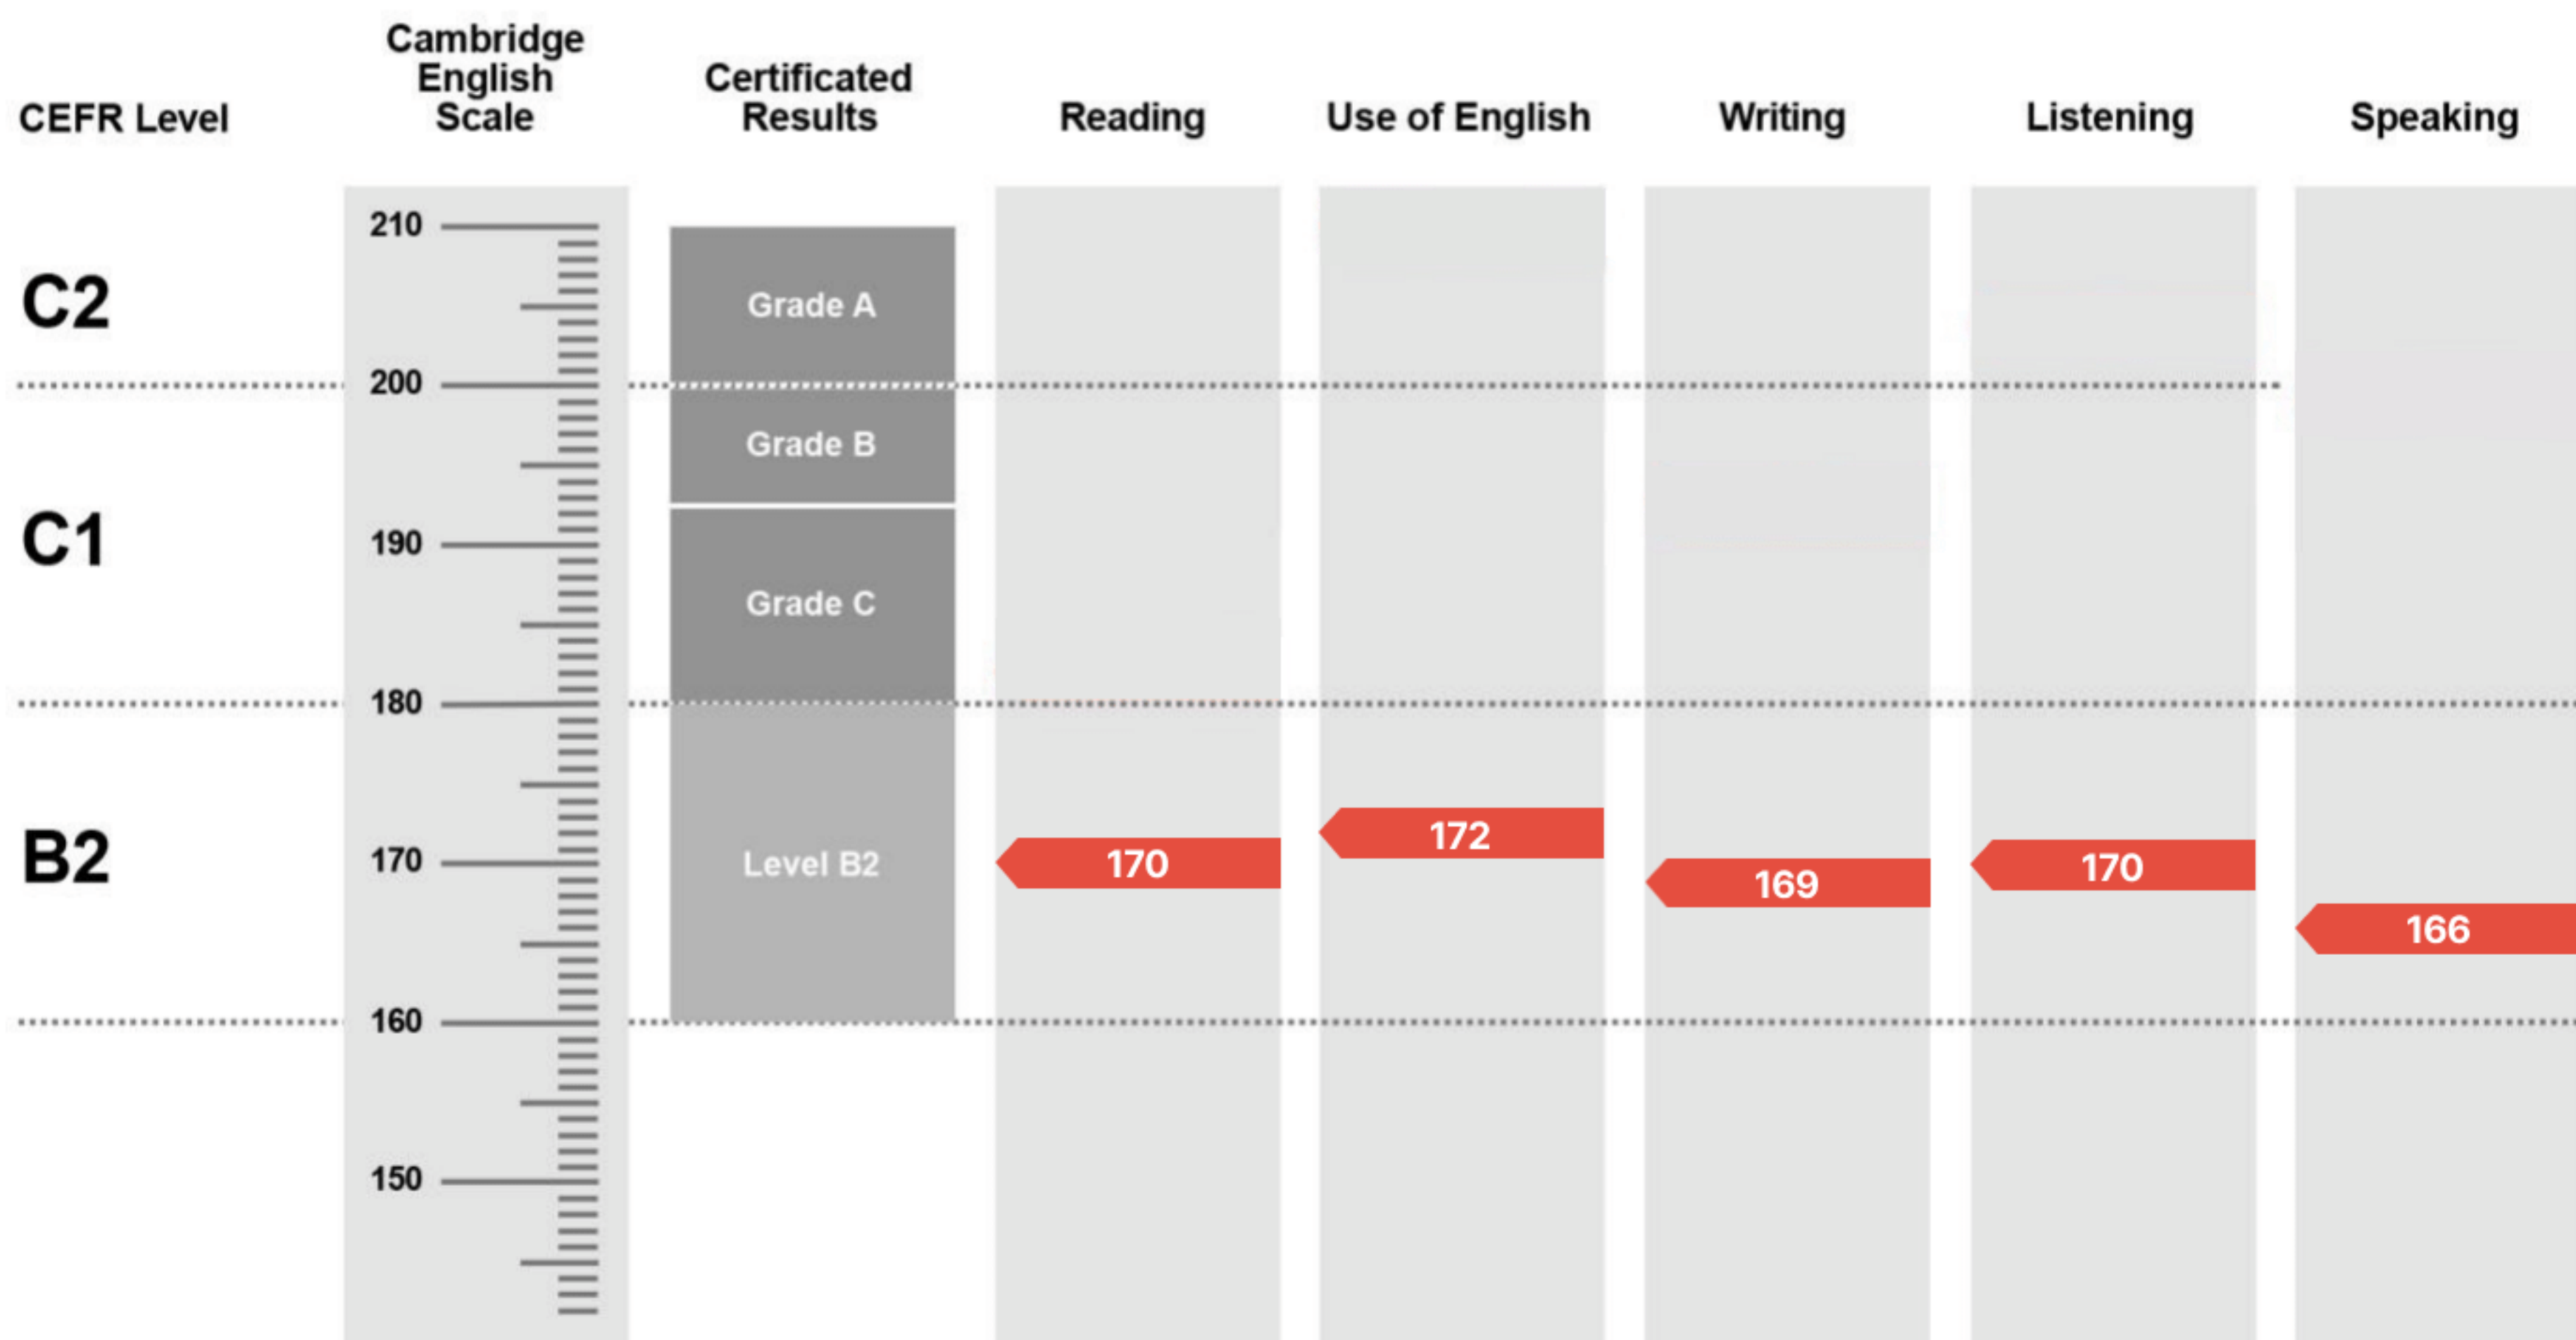 CEFR Level
Cambridge
English
Scale
Certificated
Results
Reading
Use of English
Writing
Listening
Speaking
210
C2
Grade A
200
Grade B
C1
190
Grade C
180
B2
170
Level B2
170
172
169
170
166
160
150